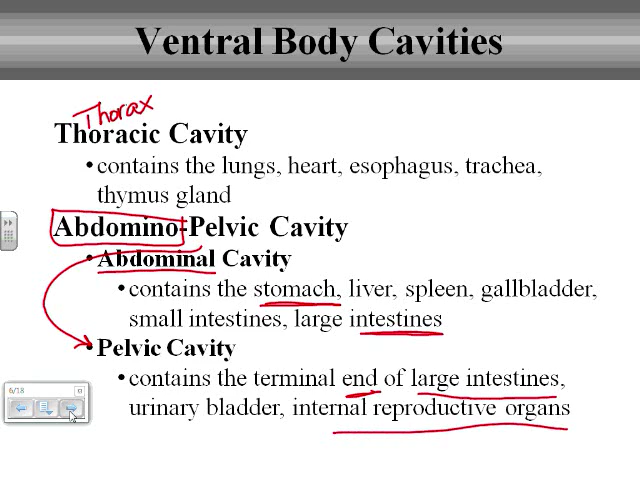 Ventral Body Cavities
Thorax
Thoracic Cavity
•contains the lungs, heart, esophagus, trachea,
thymus gland
Abdomino-Pelvic Cavity
•Abdominal Cavity
•contains the stomach, liver, spleen, gallbladder,
small intestines, large intestines
•Pelvic Cavity
•contains the terminal end of large intestines,
urinary bladder, internal reproductive organs
6/18